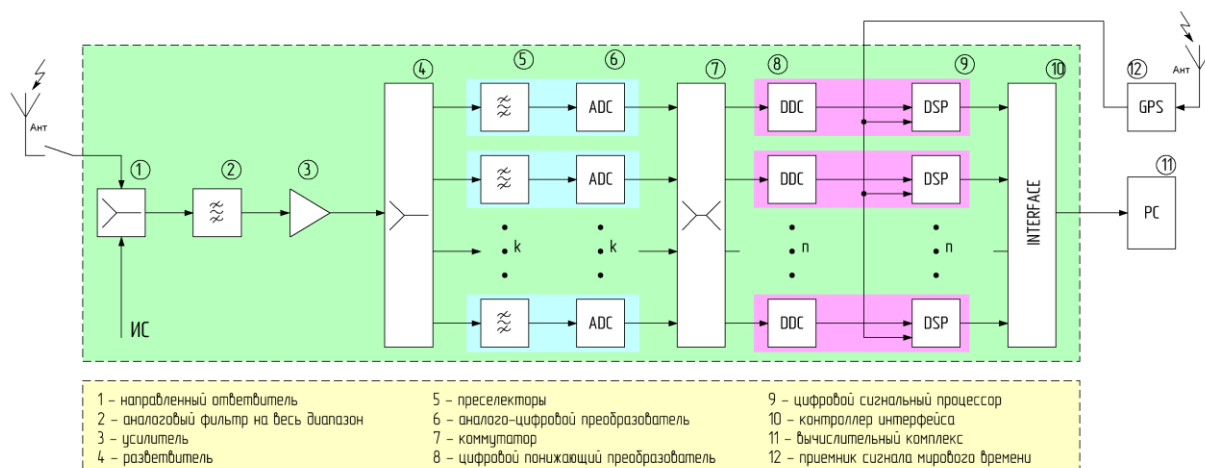 ① ② ③ ④ ⑤ ⑥ ⑦ ⑧ ⑨ ⑩ ⑪ ⑫
Ант
Ант
ADC DDC DSP GPS
ADC DDC DSP
PC
INTERFACE
k k n n
ИС
ADC DDC DSP
1 – направленный ответвитель
2 – аналоговый фильтр на весь диапазон
3 – усилитель
4 – разветвитель
5 – преселекторы
6 – аналого-цифровой преобразователь
7 – коммутатор
8 – цифровой понижающий преобразователь
9 – цифровой сигнальный процессор
10 – контроллер интерфейса
11 – вычислительный комплекс
12 – приемник сигнала мирового времени